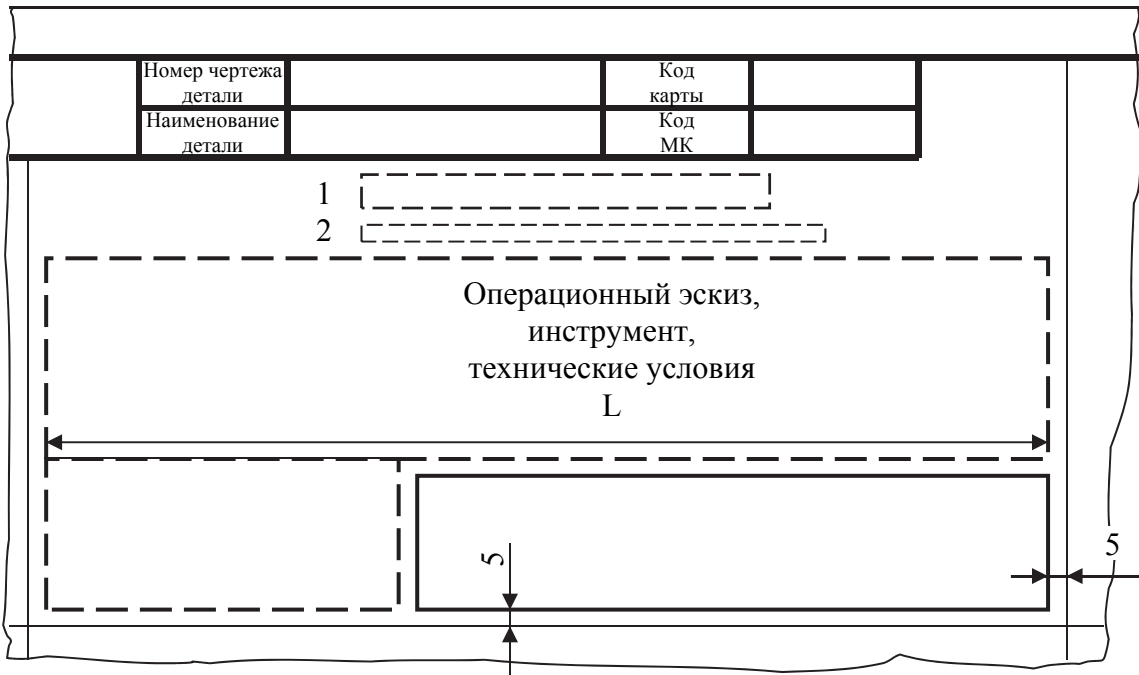 Номер чертежа
детали
Код
карты
Наименование
детали
Код
МК
1
2
Операционный эскиз,
инструмент,
технические условия
L
5
5